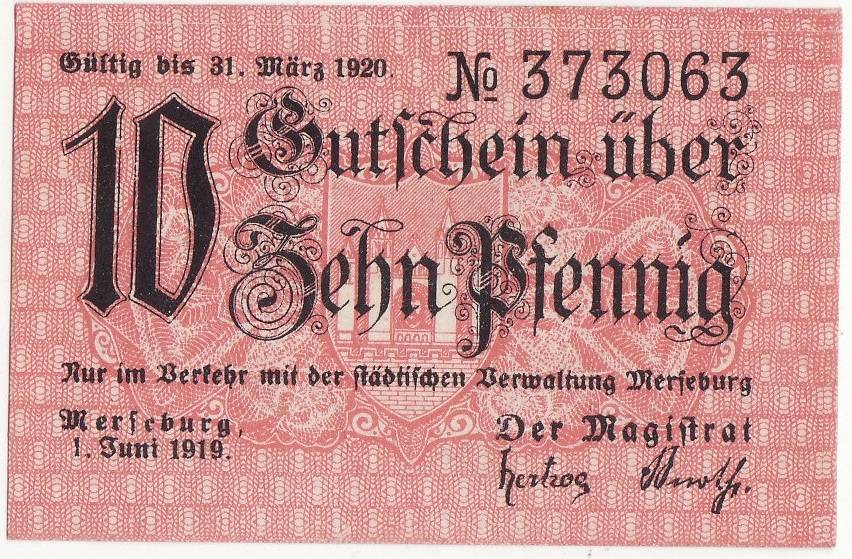 Gültig bis 31. März 1920.
No 373063
10 Gutschein über
Zehn Pfennig
Nur im Verkehr mit der städtischen Verwaltung Merseburg
Merseburg,
1. Juni 1919.
Der Magistrat
Hertzog